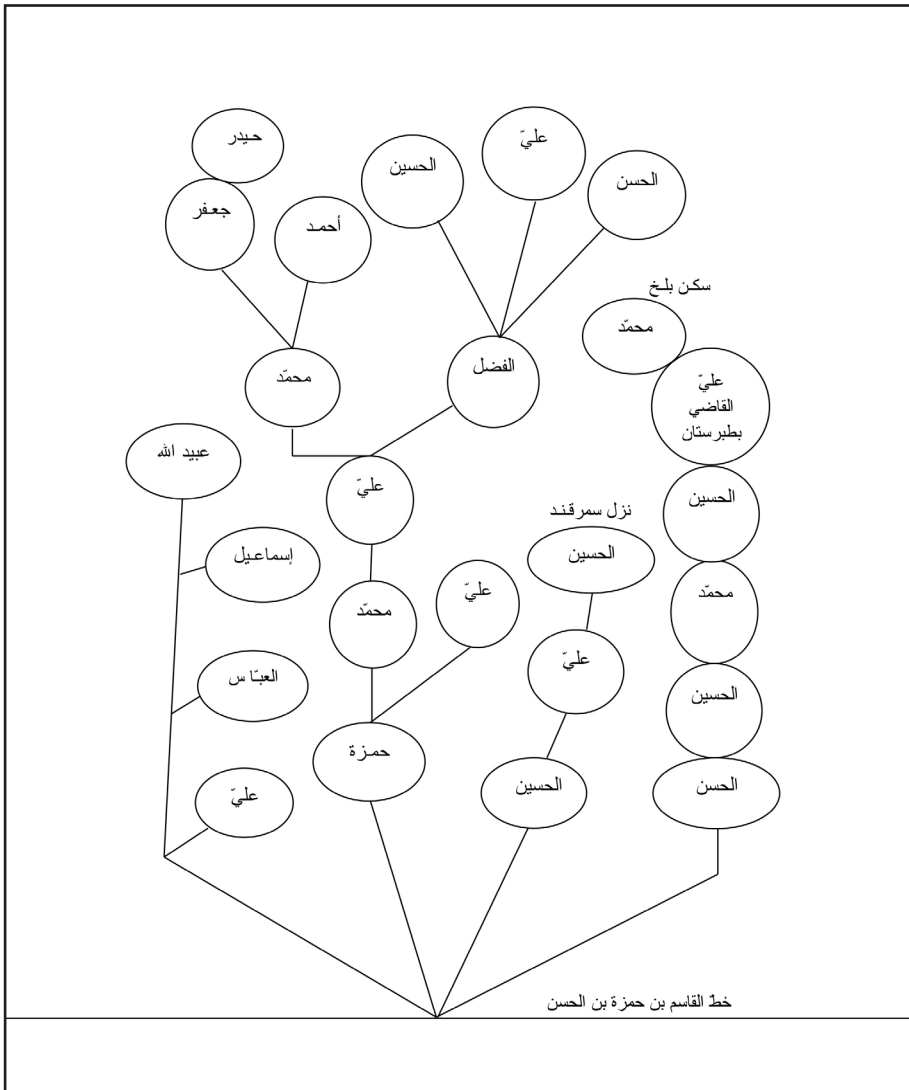 حيدر
عليّ
الحسين
الحسن
جعفر
أحمد
سكن بلخ
محمّد
الفضل
محمّد
عليّ
القاضي
بطبرستان
عبيد الله
عليّ
الحسين
نزل سمرقند
الحسين
إسماعيل
عليّ
محمّد
محمّد
عليّ
العبّاس
الحسين
حمزة
الحسين
الحسن
عليّ
خطّ القاسم بن حمزة بن الحسن